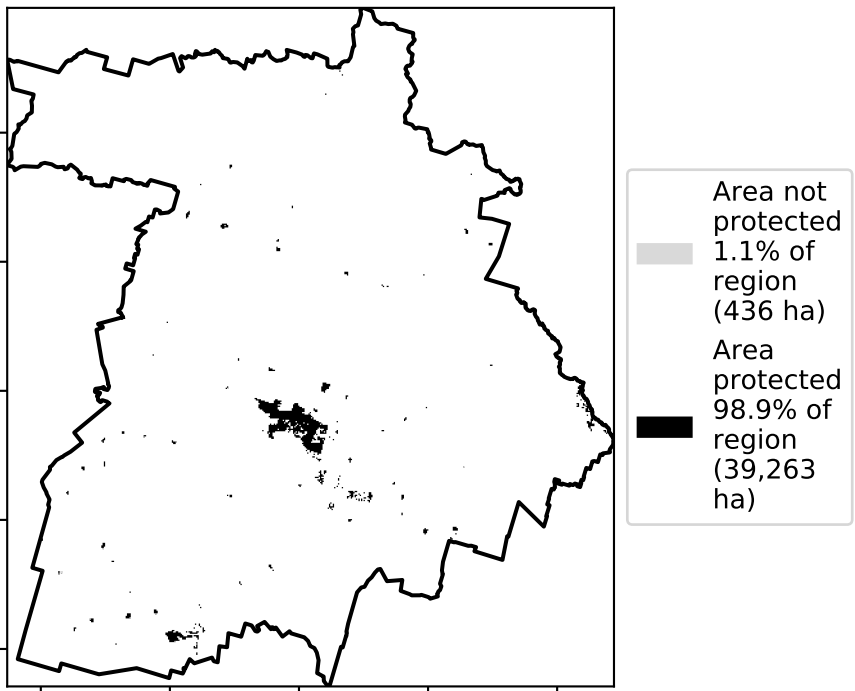 Area not
protected
1.1% of
region
(436 ha)
Area
protected
98.9% of
region
(39,263
ha)